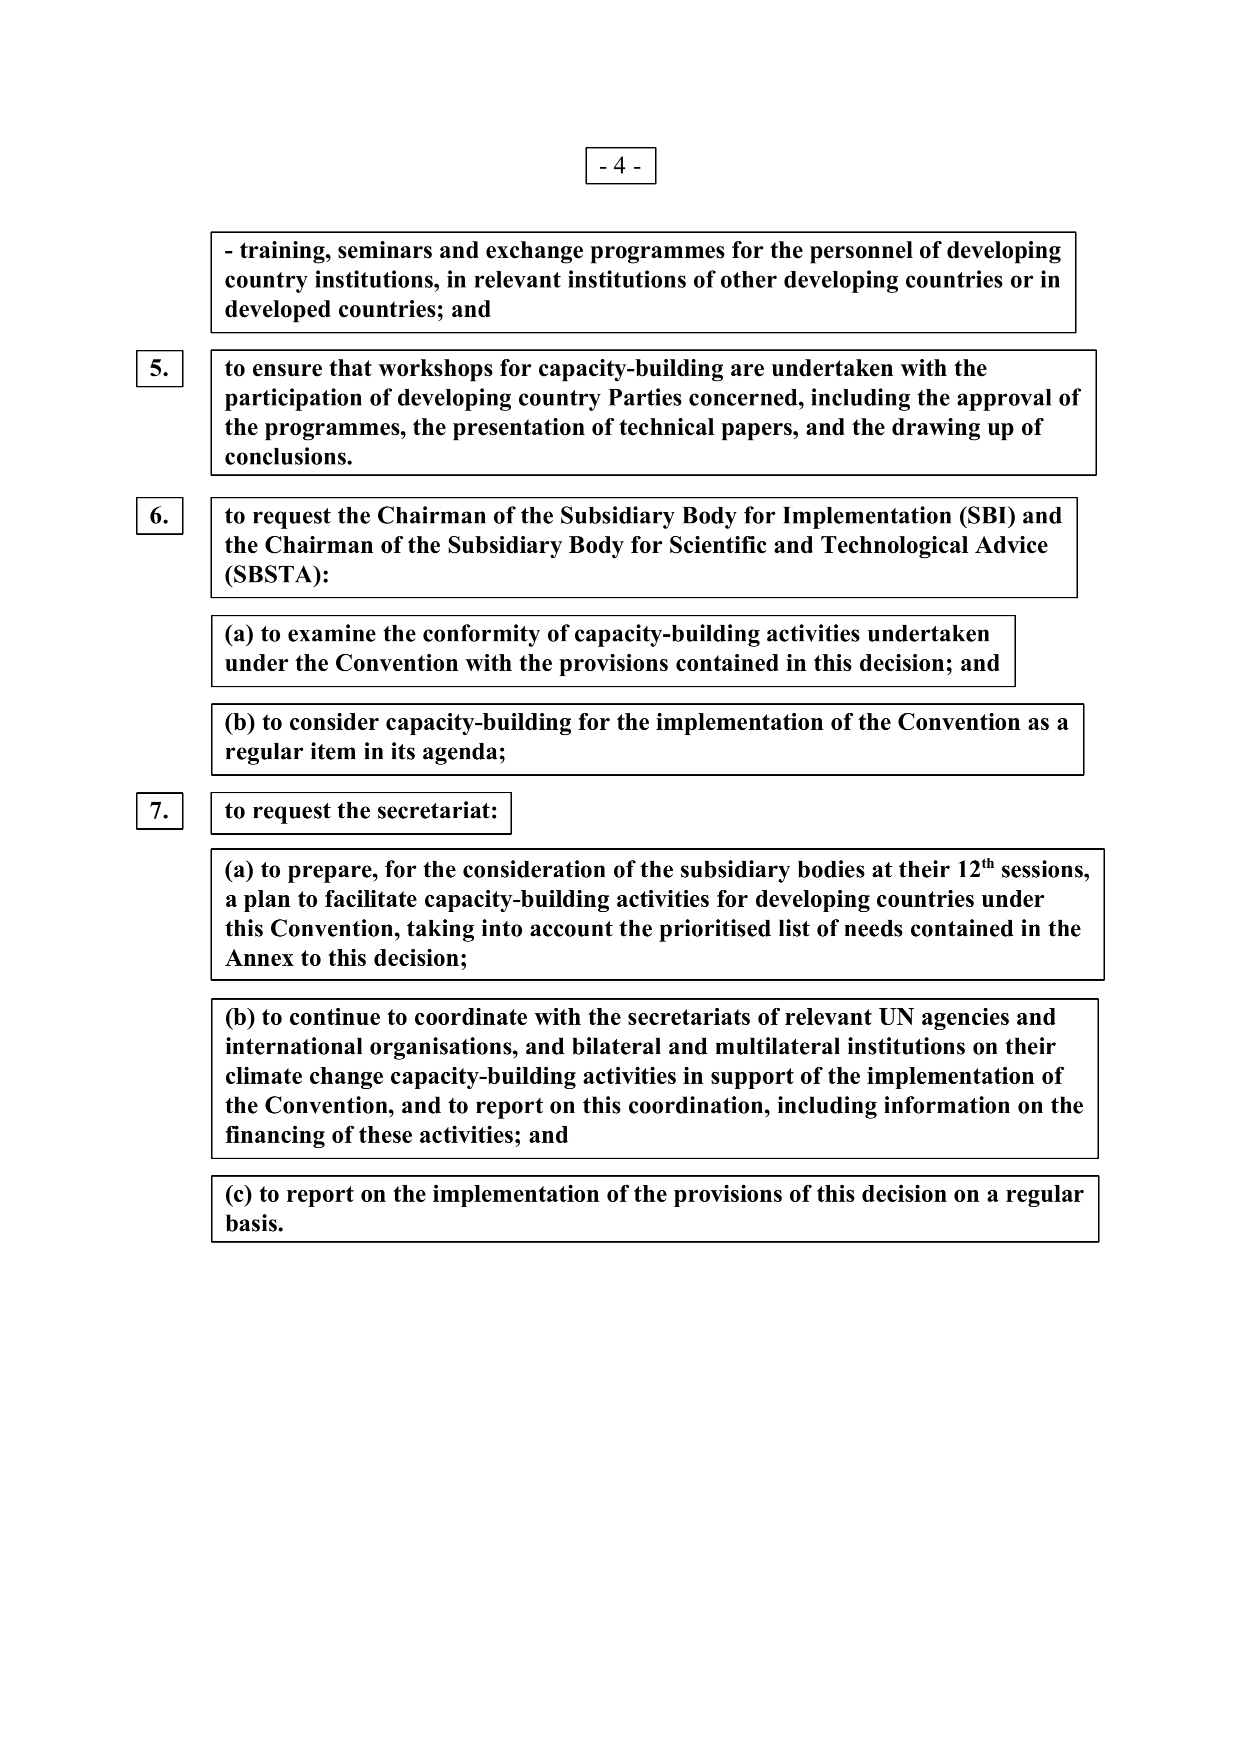 - 4 -
- training, seminars and exchange programmes for the personnel of developing
country institutions, in relevant institutions of other developing countries or in
developed countries; and
5. to ensure that workshops for capacity-building are undertaken with the
participation of developing country Parties concerned, including the approval of
the programmes, the presentation of technical papers, and the drawing up of
conclusions.
6. to request the Chairman of the Subsidiary Body for Implementation (SBI) and
the Chairman of the Subsidiary Body for Scientific and Technological Advice
(SBSTA):
(a) to examine the conformity of capacity-building activities undertaken
under the Convention with the provisions contained in this decision; and
(b) to consider capacity-building for the implementation of the Convention as a
regular item in its agenda;
7. to request the secretariat:
(a) to prepare, for the consideration of the subsidiary bodies at their 12th sessions,
a plan to facilitate capacity-building activities for developing countries under
this Convention, taking into account the prioritised list of needs contained in the
Annex to this decision;
(b) to continue to coordinate with the secretariats of relevant UN agencies and
international organisations, and bilateral and multilateral institutions on their
climate change capacity-building activities in support of the implementation of
the Convention, and to report on this coordination, including information on the
financing of these activities; and
(c) to report on the implementation of the provisions of this decision on a regular
basis.